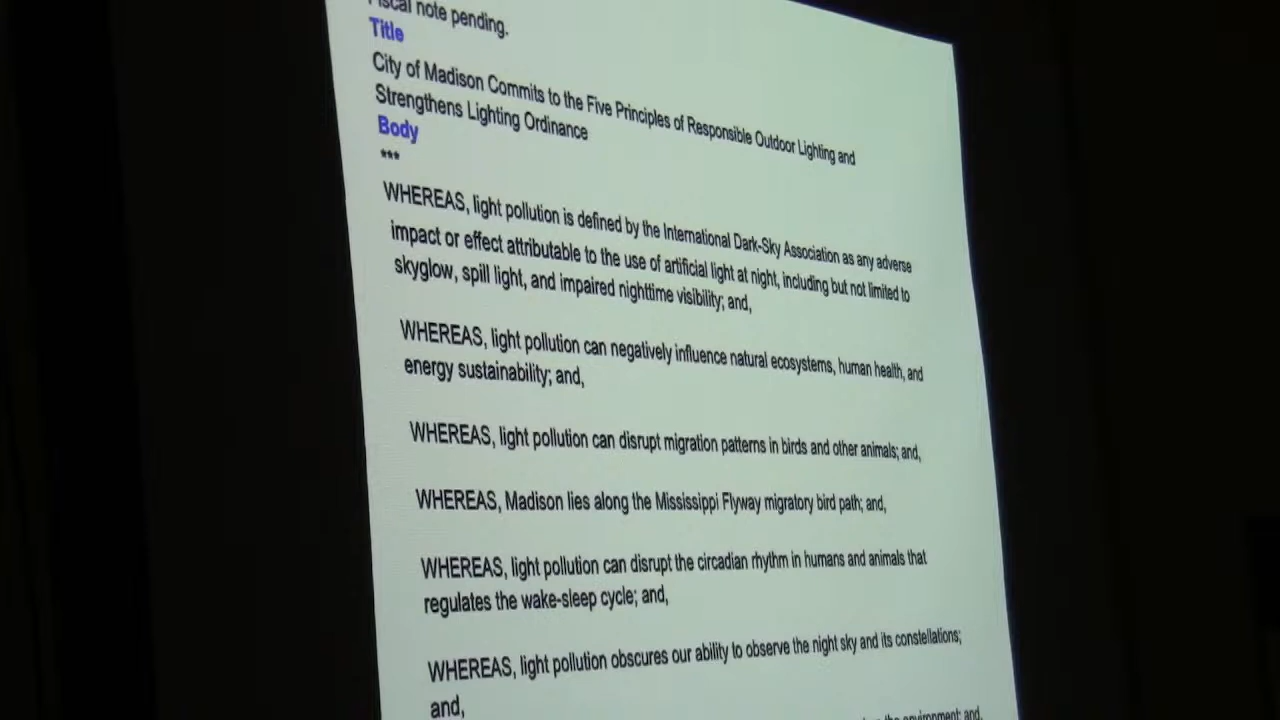 Fiscal note pending.
Title
City of Madison Commits to the Five Principles of Responsible Outdoor Lighting and
Strengthens Lighting Ordinance
Body
***
WHEREAS, light pollution is defined by the International Dark-Sky Association as any adverse
impact or effect attributable to the use of artificial light at night, including but not limited to
skyglow, spill light, and impaired nighttime visibility; and,
WHEREAS, light pollution can negatively influence natural ecosystems, human health, and
energy sustainability; and,
WHEREAS, light pollution can disrupt migration patterns in birds and other animals; and,
WHEREAS, Madison lies along the Mississippi Flyway migratory bird path; and,
WHEREAS, light pollution can disrupt the circadian rhythm in humans and animals that
regulates the wake-sleep cycle; and,
WHEREAS, light pollution obscures our ability to observe the night sky and its constellations;
and,
the environment; and,